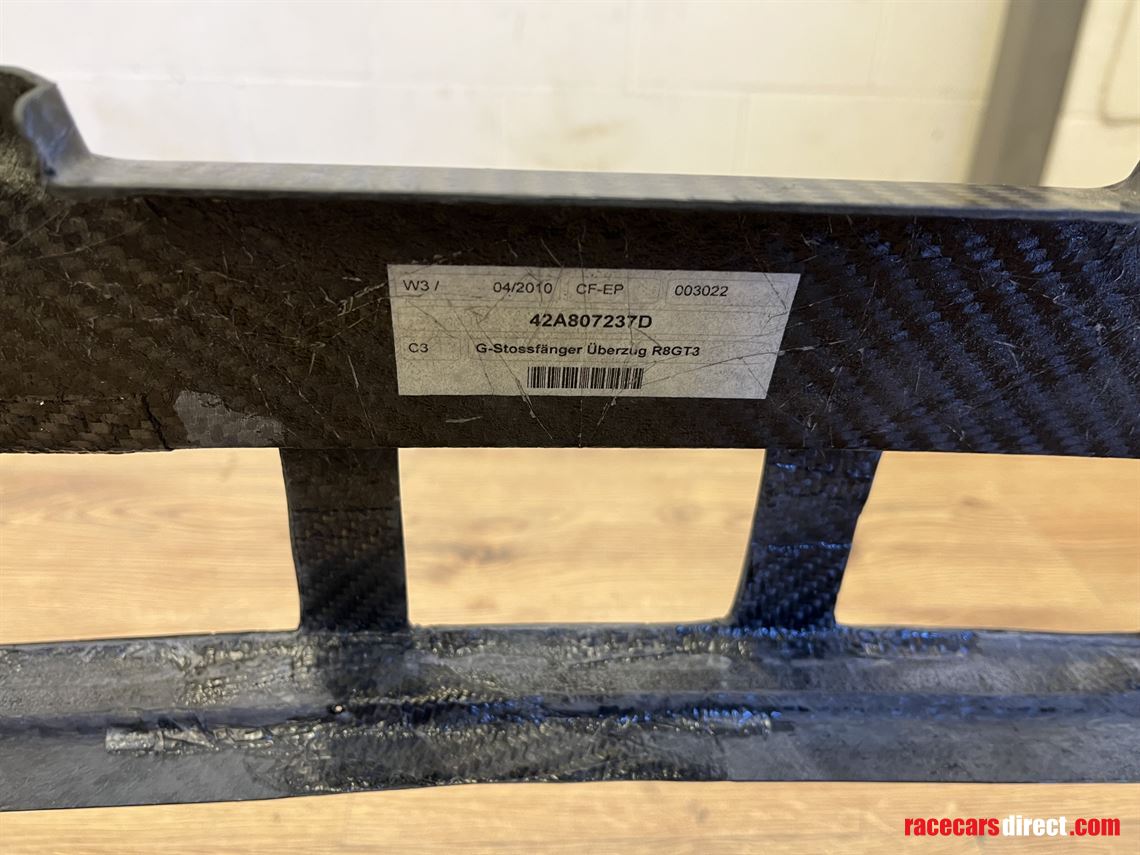 W3 / 04/2010 CF-EP 003022
42A807237D
C3 G-Stossfänger Überzug R8GT3
racecarsdirect.com